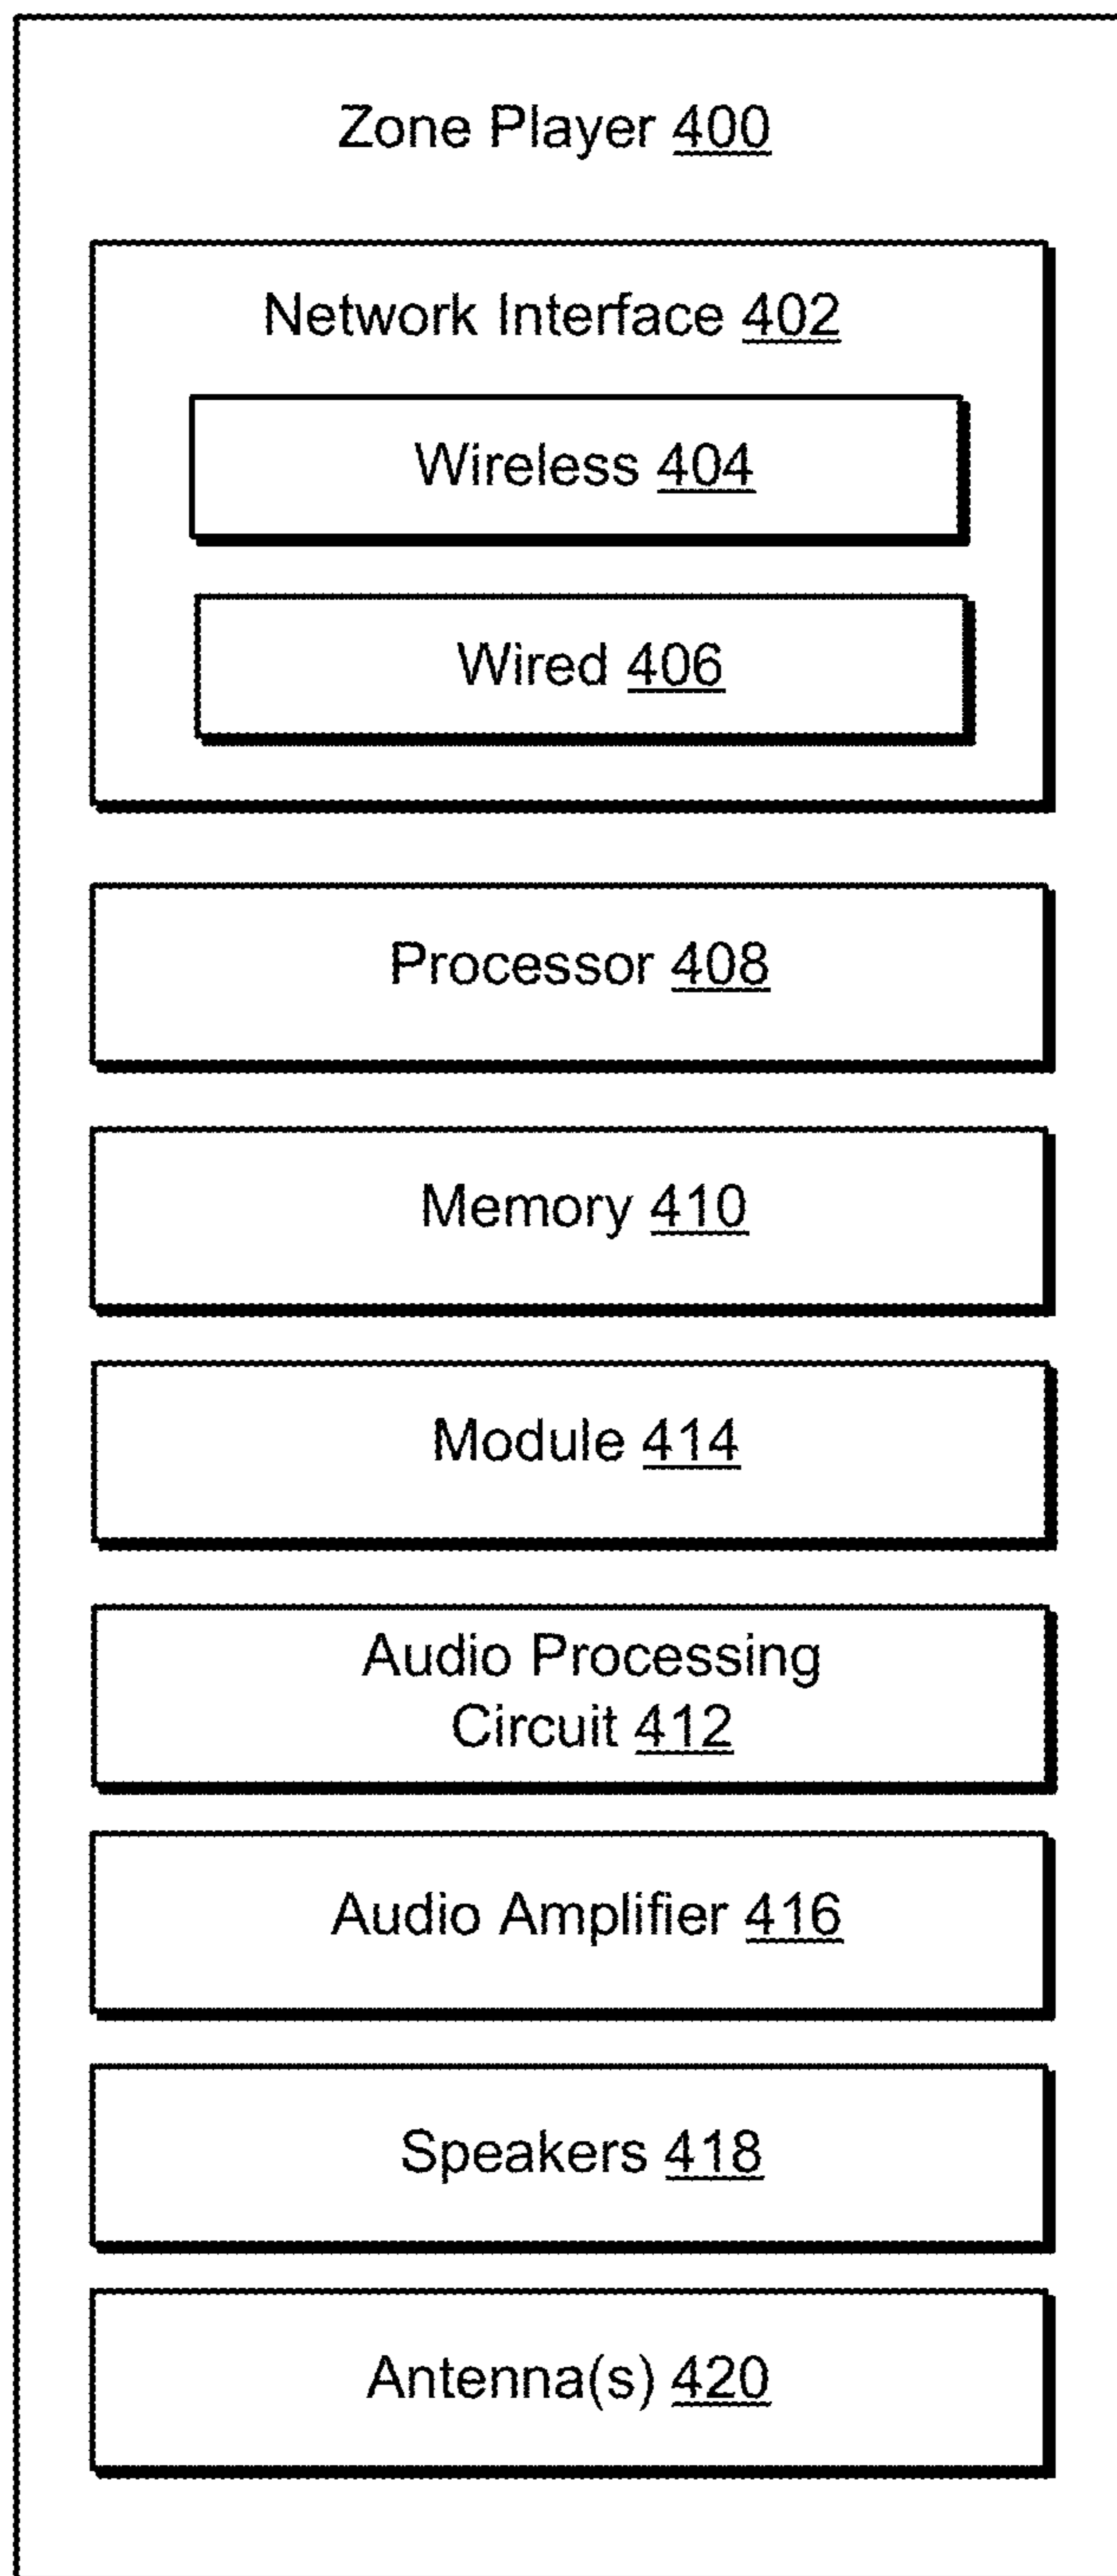 Zone Player 400
Network Interface 402
Wireless 404
Wired 406
Processor 408
Memory 410
Module 414
Audio Processing
Circuit 412
Audio Amplifier 416
Speakers 418
Antenna(s) 420